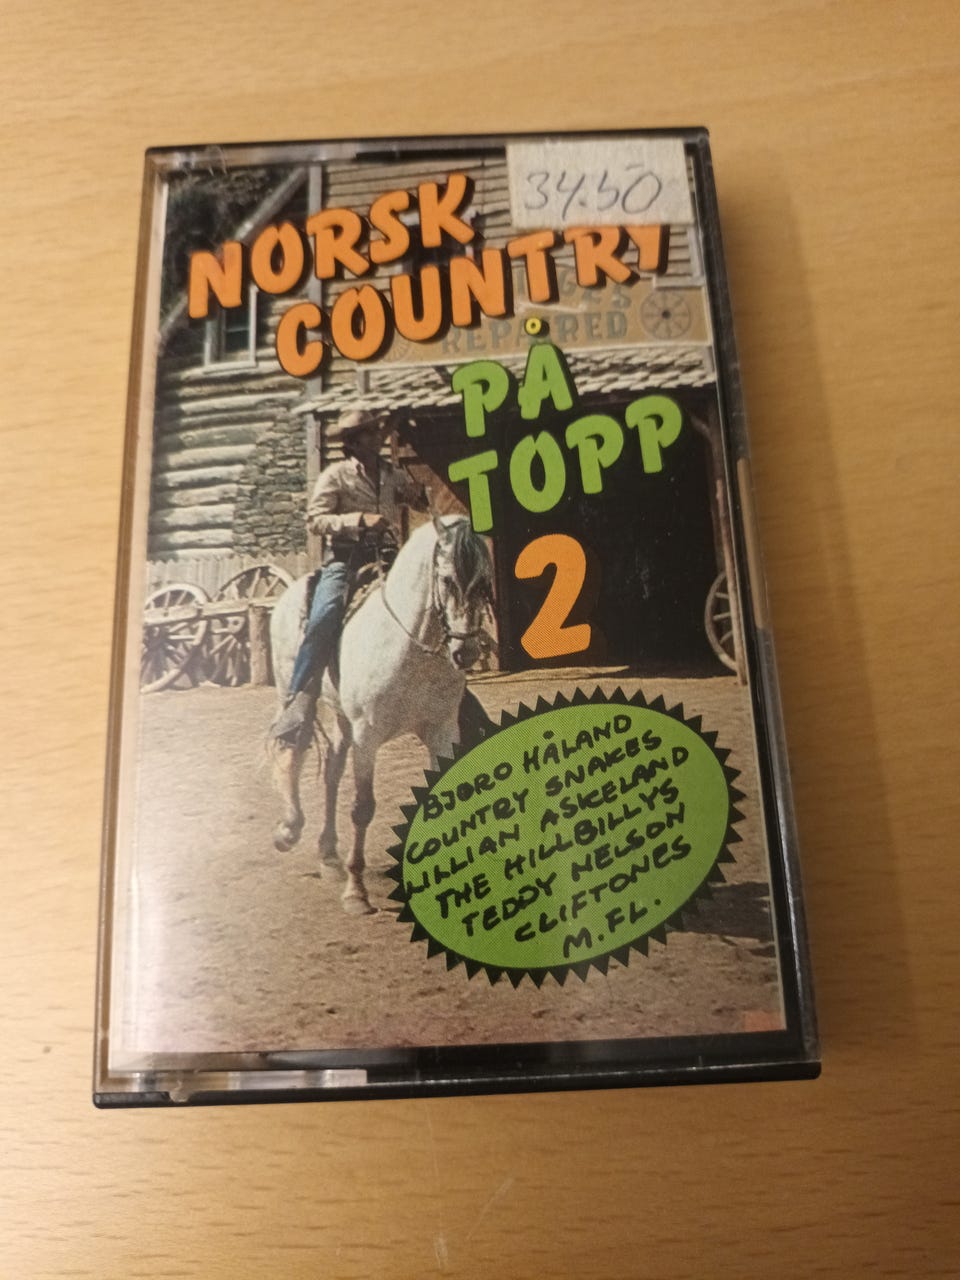 34.50
NORSK
COUNTRY
REPAIRED
PÅ
TOPP
2
BJØRO HÅLAND
COUNTRY SNAKES
LILLIAN ASKELAND
THE HILLBILLYS
TEDDY NELSON
CLIFTONES
M.FL.